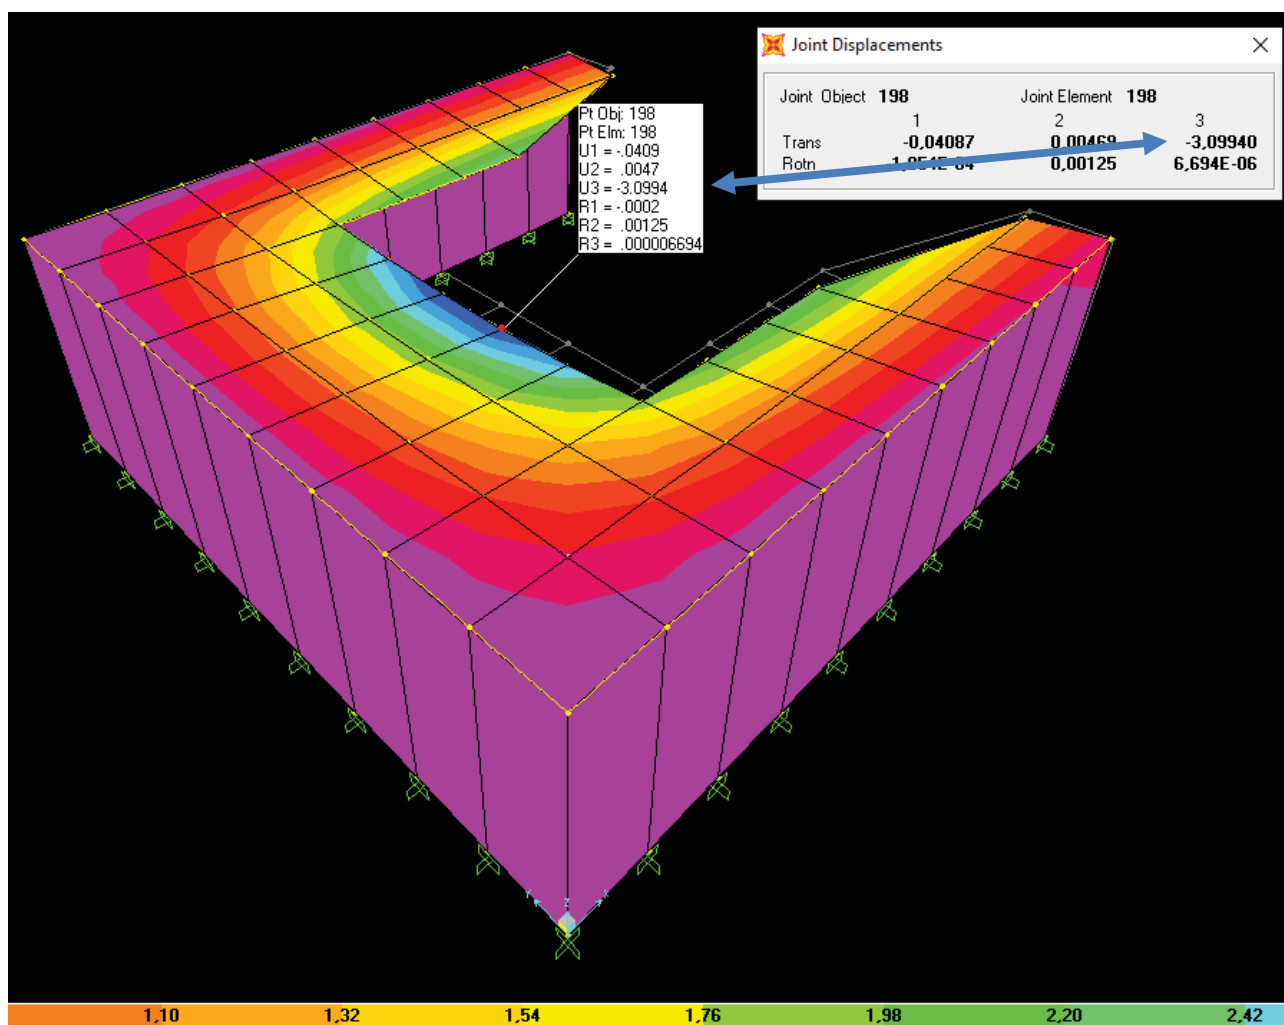 Joint Displacements
Joint Object 198 Joint Element 198
1 2 3
Trans -0,04087 0,00469 -3,09940
Rotn 0,00125 6,694E-06
Pt Obj: 198
Pt Elm: 198
U1 = -.0409
U2 = .0047
U3 = -3.0994
R1 = -.0002
R2 = .00125
R3 = .000006694
Y Z X
1,10 1,32 1,54 1,76 1,98 2,20 2,42